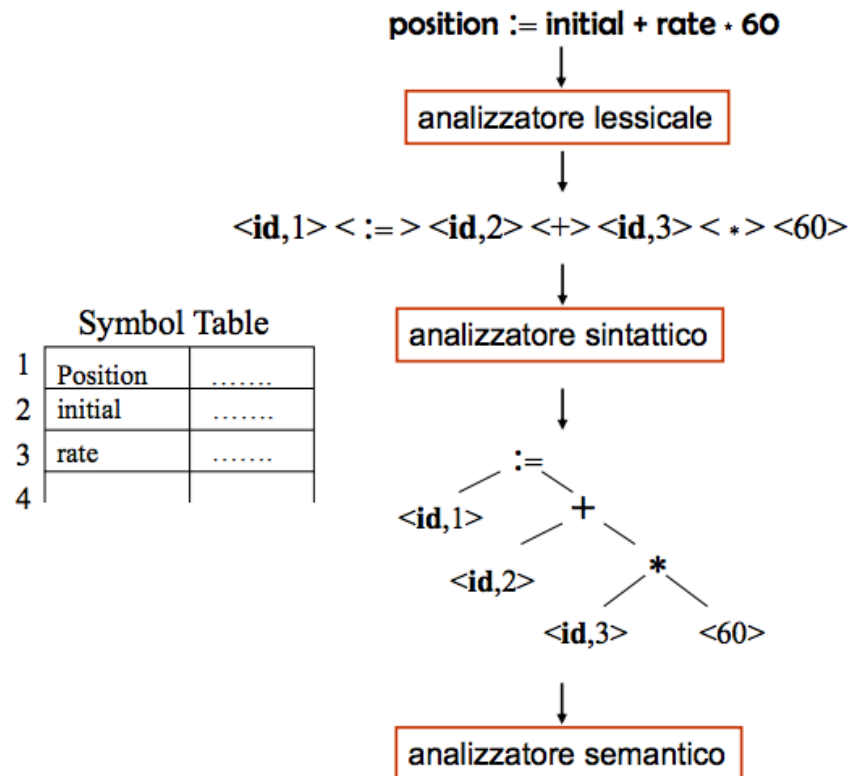 position := initial + rate * 60
analizzatore lessicale
<id,1> < := > <id,2> <+> <id,3> < * > <60>
analizzatore sintattico
Symbol Table
1 Position .......
2 initial .......
3 rate .......
4
:=
<id,1> +
<id,2> *
<id,3> <60>
analizzatore semantico